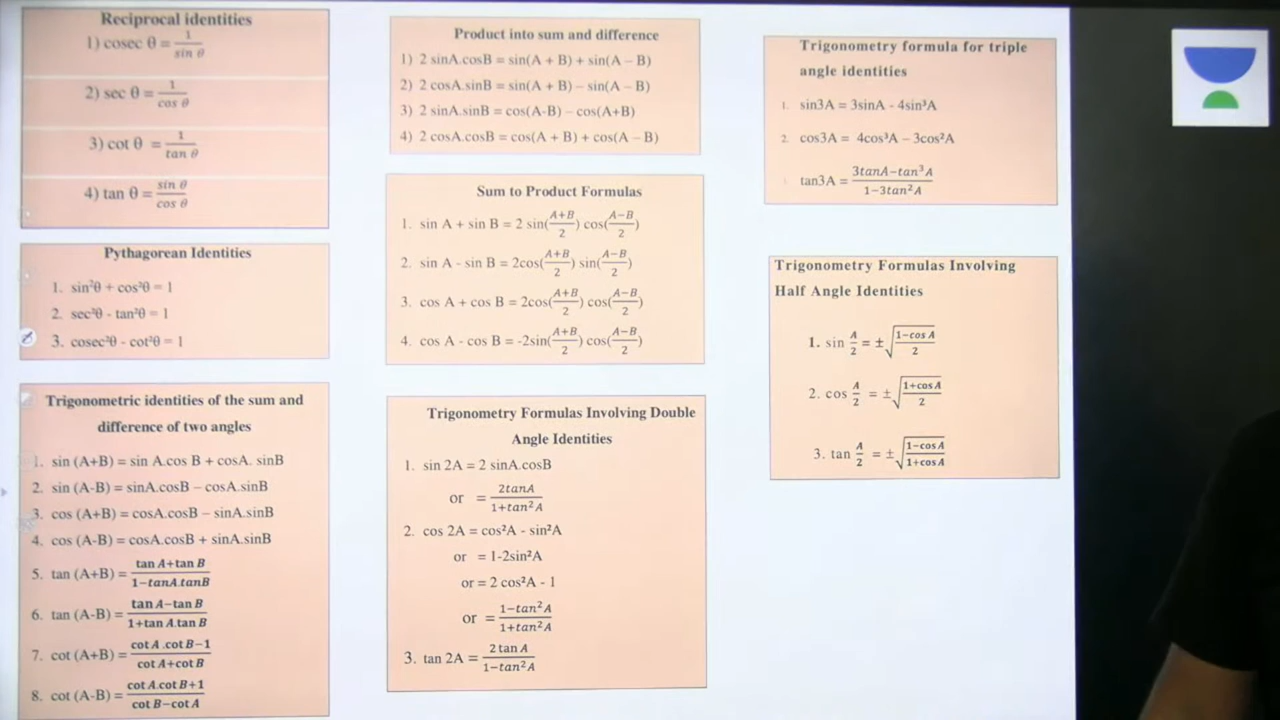 Reciprocal identities
1) cosec θ = 1/sin θ
2) sec θ = 1/cos θ
3) cot θ = 1/tan θ
4) tan θ = sin θ/cos θ
Pythagorean Identities
1. sin²θ + cos²θ = 1
2. sec²θ - tan²θ = 1
3. cosec²θ - cot²θ = 1
Trigonometric identities of the sum and
difference of two angles
1. sin (A+B) = sin A.cos B + cosA. sinB
2. sin (A-B) = sinA.cosB – cosA.sinB
3. cos (A+B) = cosA.cosB – sinA.sinB
4. cos (A-B) = cosA.cosB + sinA.sinB
5. tan (A+B) = tan A+tan B/1−tanA.tanB
6. tan (A-B) = tan A−tan B/1+tan A.tan B
7. cot (A+B) = cot A .cot B−1/cot A+cot B
8. cot (A-B) = cot A.cot B+1/cot B−cot A
Product into sum and difference
1) 2 sinA.cosB = sin(A + B) + sin(A – B)
2) 2 cosA.sinB = sin(A + B) – sin(A – B)
3) 2 sinA.sinB = cos(A-B) – cos(A+B)
4) 2 cosA.cosB = cos(A + B) + cos(A – B)
Sum to Product Formulas
1. sin A + sin B = 2 sin(A+B/2) cos(A−B/2)
2. sin A - sin B = 2cos(A+B/2) sin(A−B/2)
3. cos A + cos B = 2cos(A+B/2) cos(A−B/2)
4. cos A - cos B = -2sin(A+B/2) cos(A−B/2)
Trigonometry Formulas Involving Double
Angle Identities
1. sin 2A = 2 sinA.cosB
or = 2tanA/1+tan²A
2. cos 2A = cos²A - sin²A
or = 1-2sin²A
or = 2 cos²A - 1
or = 1−tan²A/1+tan²A
3. tan 2A = 2 tan A/1−tan²A
Trigonometry formula for triple
angle identities
1. sin3A = 3sinA - 4sin³A
2. cos3A = 4cos³A – 3cos²A
tan3A = 3tanA−tan³A/1−3tan²A
Trigonometry Formulas Involving
Half Angle Identities
1. sin A/2 = ± √1−cos A/2
2. cos A/2 = ± √1+cos A/2
3. tan A/2 = ± √1−cos A/1+cos A